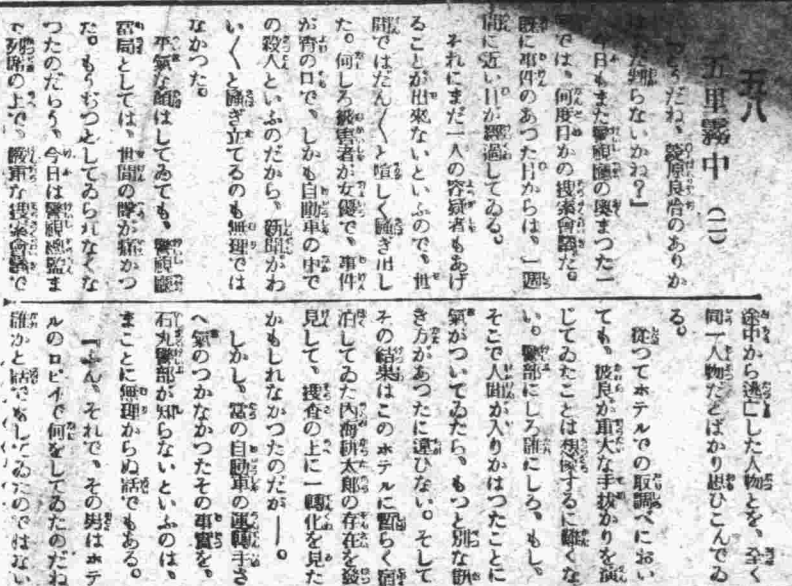 五八
五里霧中(二)
「どうだね、菱原良治のありか
はまだ判らないかね?」
今日もまた警視廳の奥まつた一
室では、何度目かの捜索會議だ。
既に事件のあつた日からは、一週
間に近い日が經過してゐる。
それにまだ一人の容疑者もあげ
ることが出來ないといふので、世
間ではだん〱と喧しく騒ぎ出し
た。何しろ被害者が女優で、事件
が宵の口で、しかも自動車の中で
の殺人といふのだから、新聞がわ
い〱と騒ぎ立てるのも無理では
なかつた。
平氣な顔はしてゐても、警視廳
當局としては、世間の聲が痛かつ
た。もうぢつとしてゐられなくな
つたのだらう、今日は警視總監ま
で列席の上で、嚴重な捜索會議で
途中から逃亡した人物とを、全く
同一人物だとばかり思ひこんでゐ
る。
從つてホテルでの取調べにおい
ても、彼良が重大な手拔かりを演
じてゐたことは想像するに難くな
い。警部にしろ誰にしろ、もし、
そこで人間が入りかはつたことに
氣がついてゐたら、もつと別な動
き方があつたに違ひない。そして
その結果はこのホテルに暫らく宿
泊してゐた内海耕太郎の存在を發
見して、捜査の上に一轉化を見た
かもしれなかつたのだが――。
しかし、當の自動車の運轉手さ
へ氣のつかなかつたその事實を、
石丸警部が知らないといふのは、
まことに無理からぬ話でもある。
『ふん、それで、その男はホテ
ルのロビイで何をしてゐたのだね
誰かと話でもしてゐたのではない